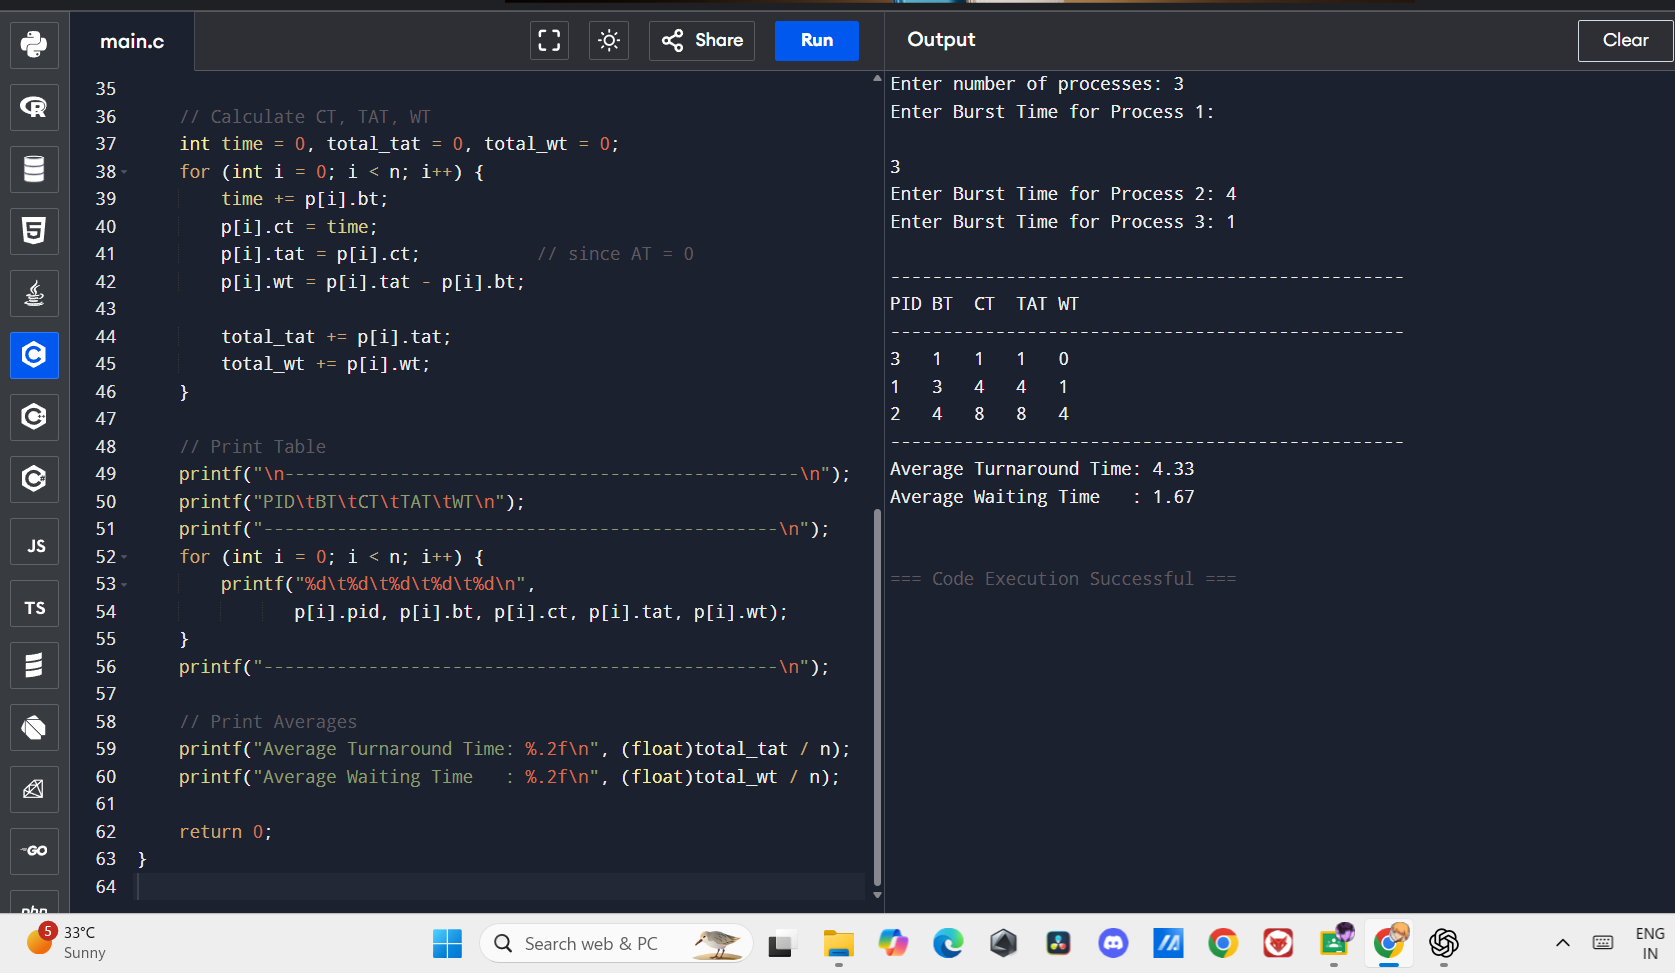 main.c
Share
Run
Output
Clear
35
36 // Calculate CT, TAT, WT
37 int time = 0, total_tat = 0, total_wt = 0;
38 for (int i = 0; i < n; i++) {
39 time += p[i].bt;
40 p[i].ct = time;
41 p[i].tat = p[i].ct; // since AT = 0
42 p[i].wt = p[i].tat - p[i].bt;
43
44 total_tat += p[i].tat;
45 total_wt += p[i].wt;
46 }
47
48 // Print Table
49 printf("\n-------------------------------------------------\n");
50 printf("PID\tBT\tCT\tTAT\tWT\n");
51 printf("-------------------------------------------------\n");
52 for (int i = 0; i < n; i++) {
53 printf("%d\t%d\t%d\t%d\t%d\n",
54 p[i].pid, p[i].bt, p[i].ct, p[i].tat, p[i].wt);
55 }
56 printf("-------------------------------------------------\n");
57
58 // Print Averages
59 printf("Average Turnaround Time: %.2f\n", (float)total_tat / n);
60 printf("Average Waiting Time   : %.2f\n", (float)total_wt / n);
61
62 return 0;
63 }
64
Enter number of processes: 3
Enter Burst Time for Process 1:
3
Enter Burst Time for Process 2: 4
Enter Burst Time for Process 3: 1
-------------------------------------------------
PID BT  CT  TAT WT
-------------------------------------------------
3   1   1   1   0
1   3   4   4   1
2   4   8   8   4
-------------------------------------------------
Average Turnaround Time: 4.33
Average Waiting Time   : 1.67
=== Code Execution Successful ===
R
5
C
C
C
JS
TS
GO
php
5
33°C
Sunny
Search web & PC
ENG
IN